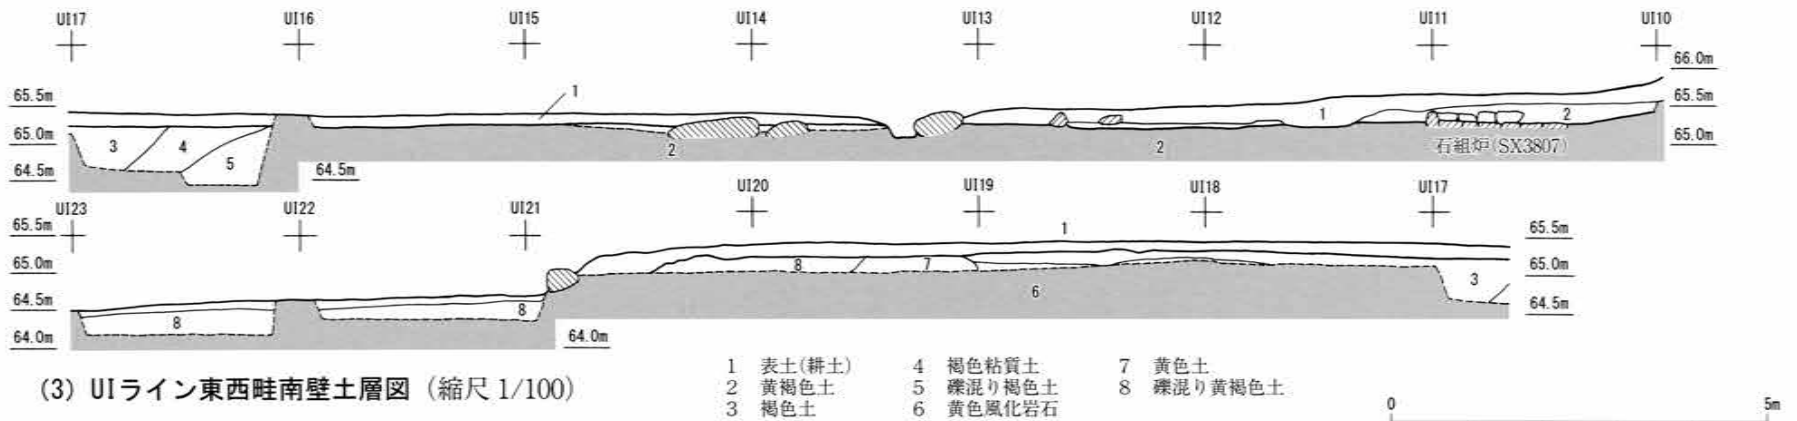 UI17 UI16 UI15 UI14 UI13 UI12 UI11 UI10
66.0m
65.5m 1 65.5m
1 2
65.0m 3 4 5 2 2 石組炉(SX3807) 65.0m
64.5m 64.5m
UI23 UI22 UI21 UI20 UI19 UI18 UI17
65.5m 1 65.5m
65.0m 8 7 65.0m
6 3
64.5m 8 8 64.5m
64.0m 64.0m
(3) UIライン東西畦南壁土層図 (縮尺 1/100)
1 表土(耕土)
2 黄褐色土
3 褐色土
4 褐色粘質土
5 礫混り褐色土
6 黄色風化岩石
7 黄色土
8 礫混り黄褐色土
0 5m